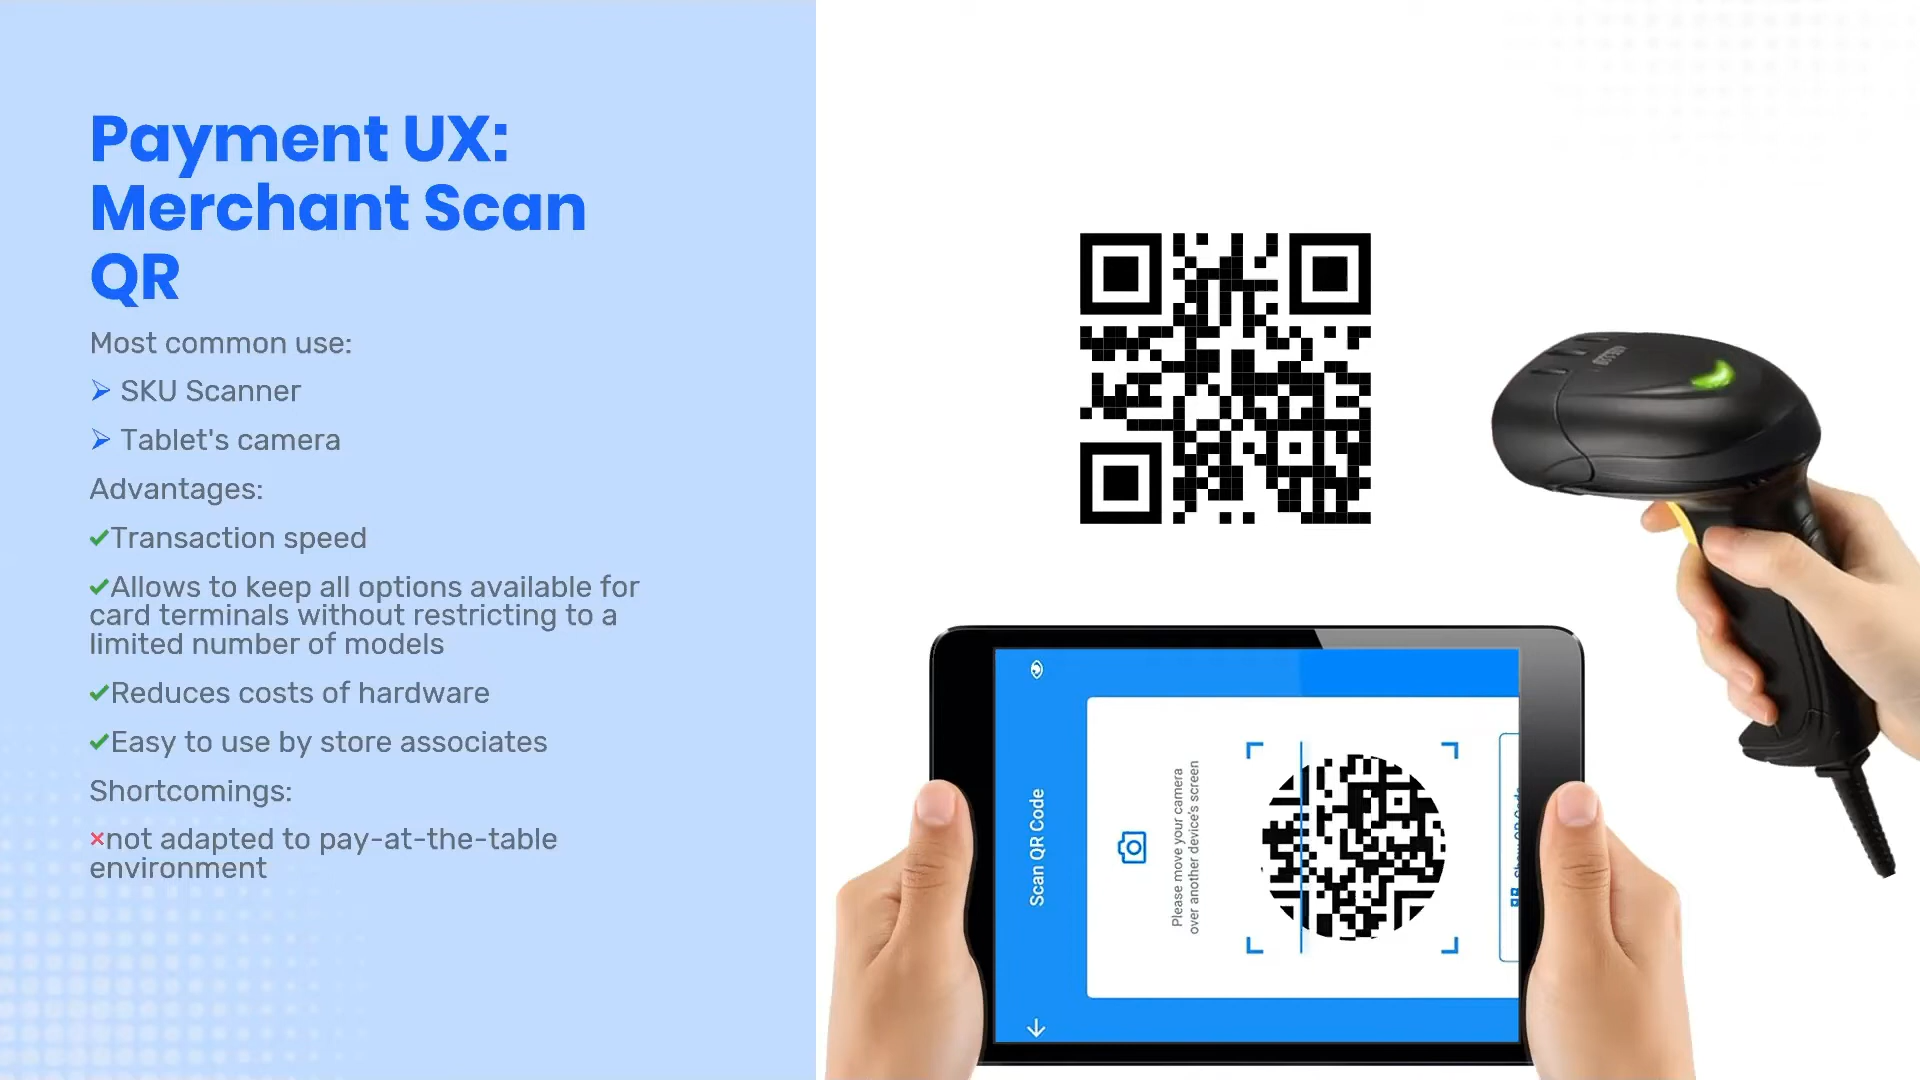 Payment UX:
Merchant Scan
QR
Most common use:
➢ SKU Scanner
➢ Tablet's camera
Advantages:
✔Transaction speed
✔Allows to keep all options available for
card terminals without restricting to a
limited number of models
✔Reduces costs of hardware
✔Easy to use by store associates
Shortcomings:
×not adapted to pay-at-the-table
environment
Scan QR Code
Please move your camera
over another device's screen